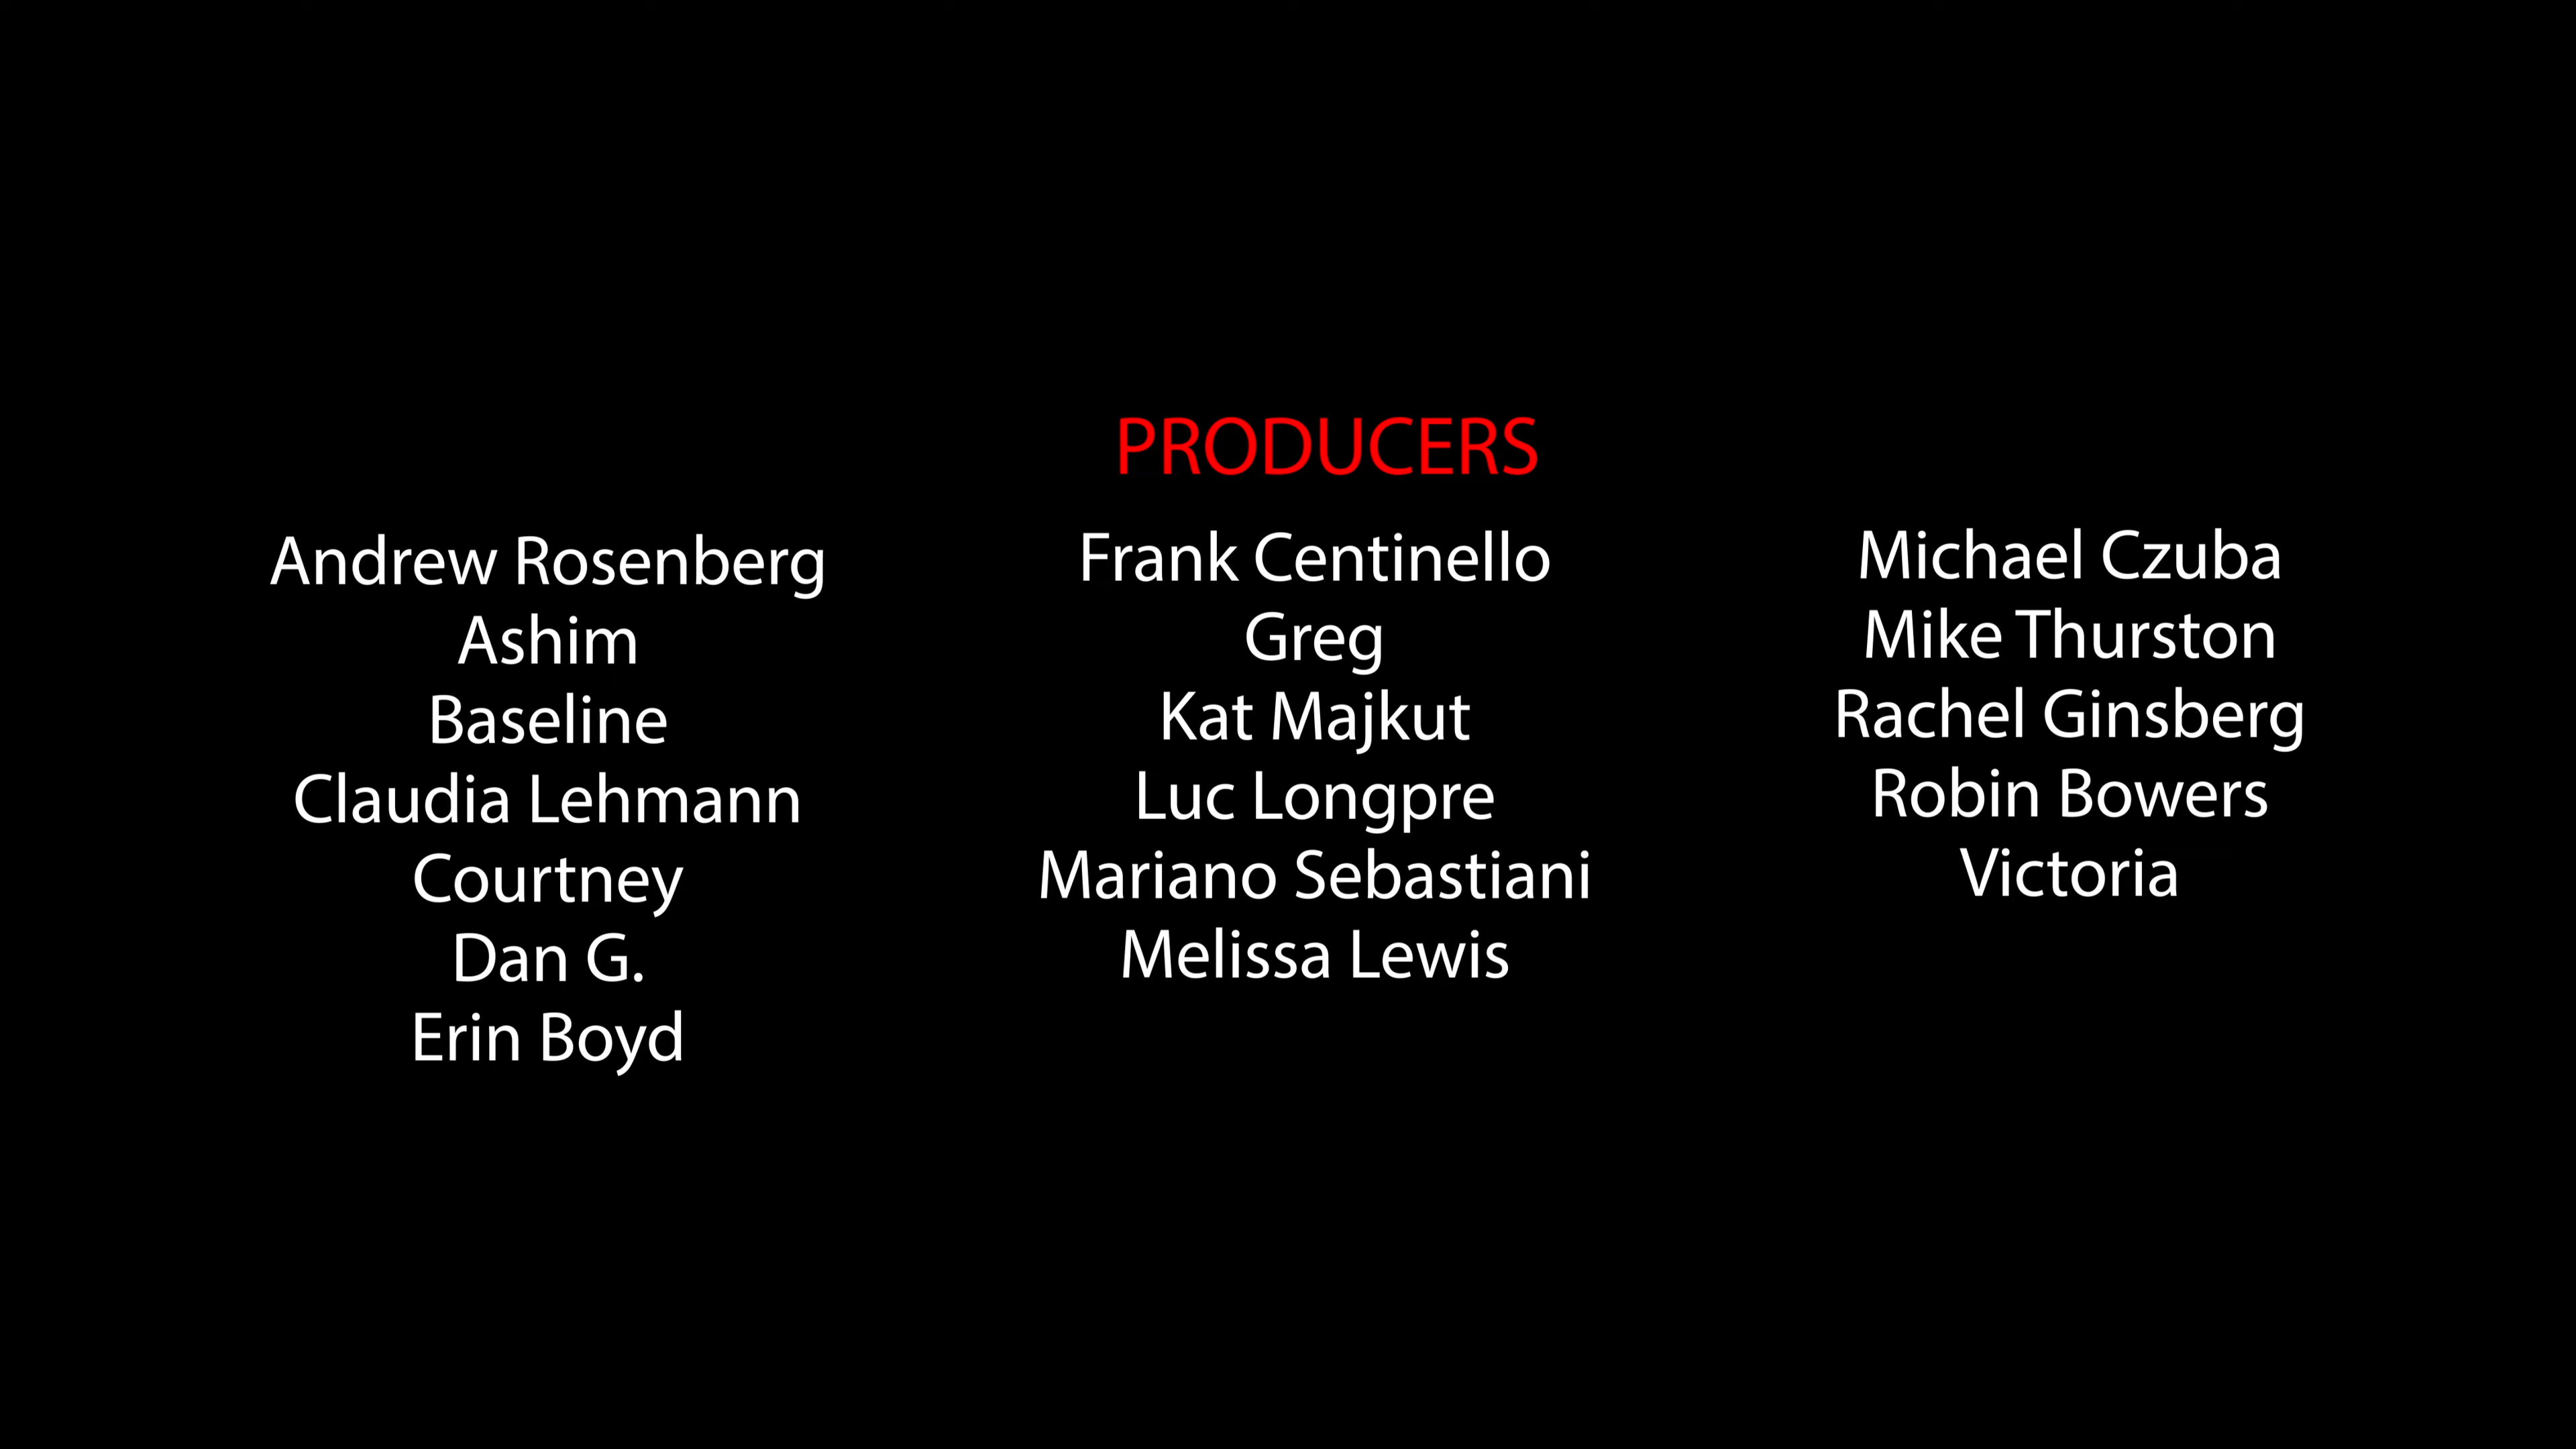 PRODUCERS
Andrew Rosenberg
Ashim
Baseline
Claudia Lehmann
Courtney
Dan G.
Erin Boyd
Frank Centinello
Greg
Kat Majkut
Luc Longpre
Mariano Sebastiani
Melissa Lewis
Michael Czuba
Mike Thurston
Rachel Ginsberg
Robin Bowers
Victoria